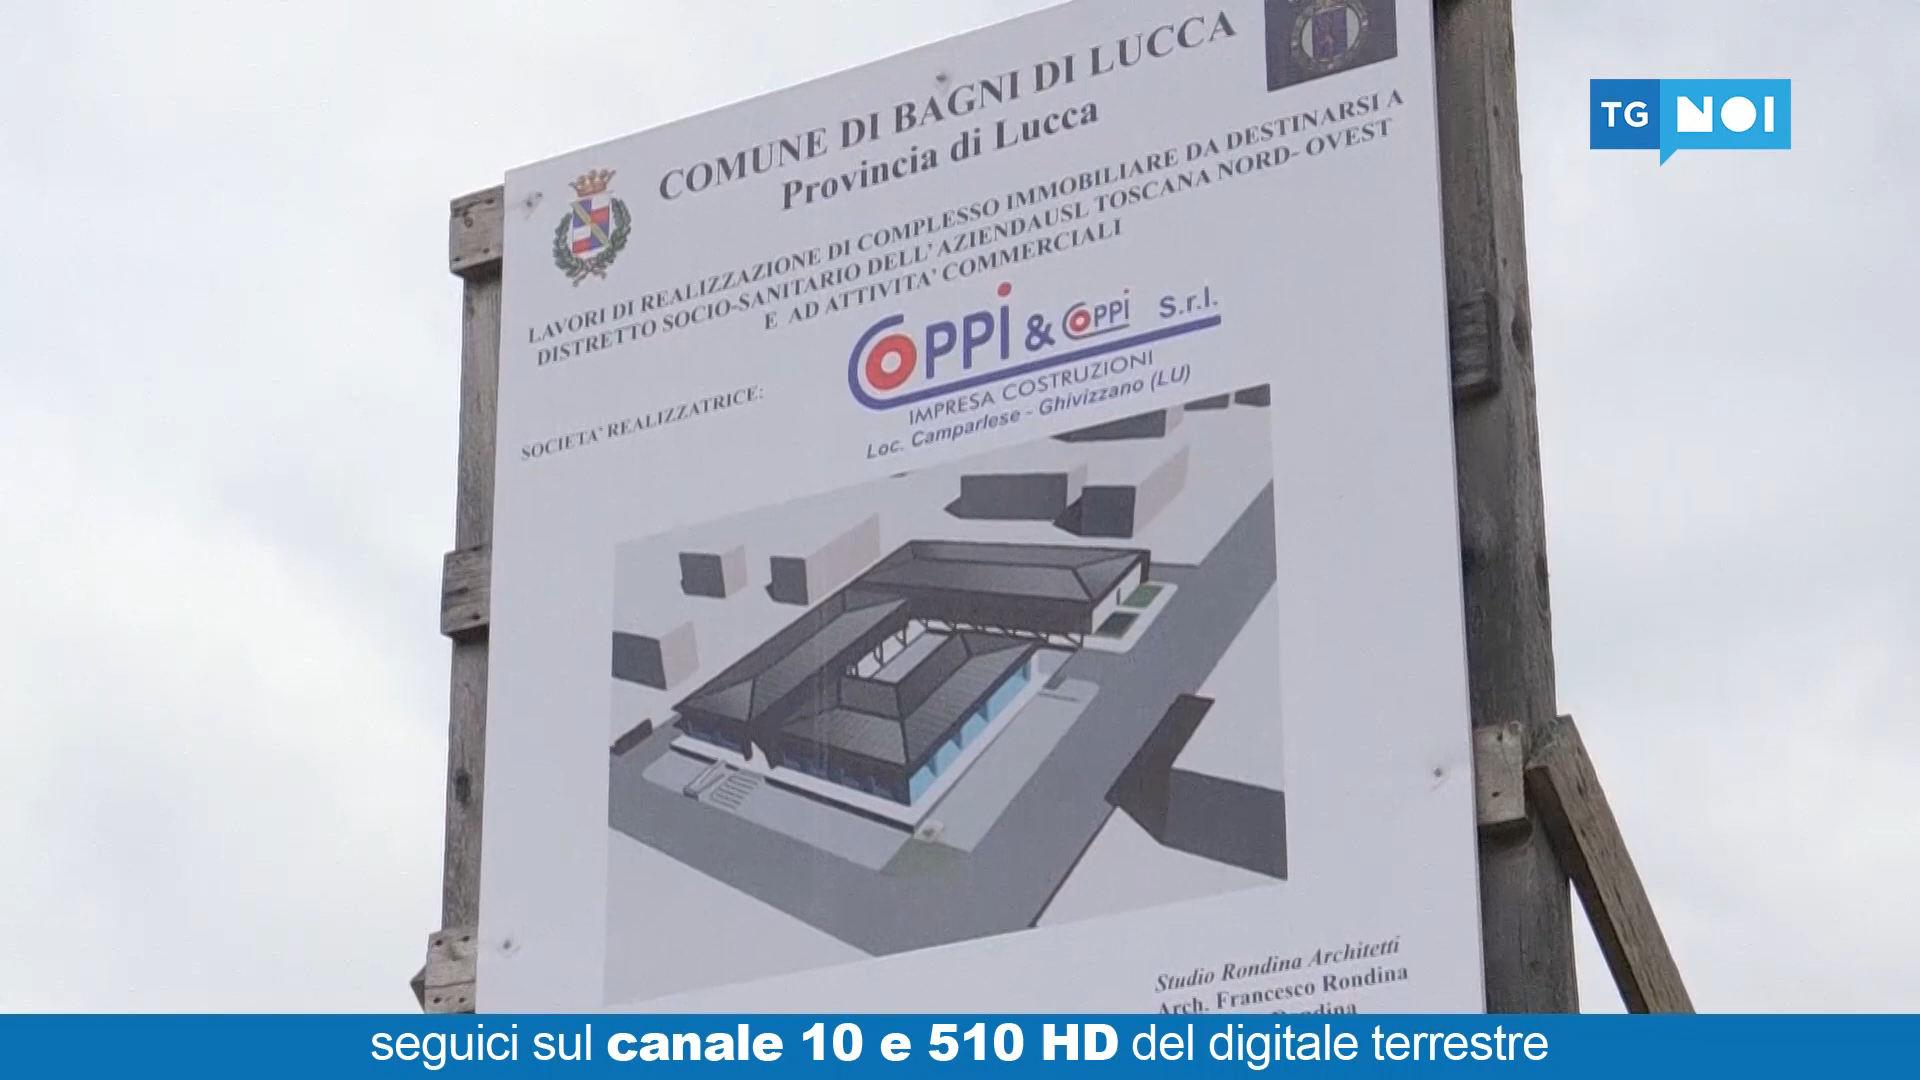 TG NOI
COMUNE DI BAGNI DI LUCCA
Provincia di Lucca
LAVORI DI REALIZZAZIONE DI COMPLESSO IMMOBILIARE DA DESTINARSI A
DISTRETTO SOCIO-SANITARIO DELL'AZIENDAUSL TOSCANA NORD- OVEST
E AD ATTIVITA' COMMERCIALI
COPPI & COPPI S.r.l.
IMPRESA COSTRUZIONI
Loc. Camparlese - Ghivizzano (LU)
SOCIETA' REALIZZATRICE:
Studio Rondina Architetti
Arch. Francesco Rondina
Rondina
seguici sul canale 10 e 510 HD del digitale terrestre